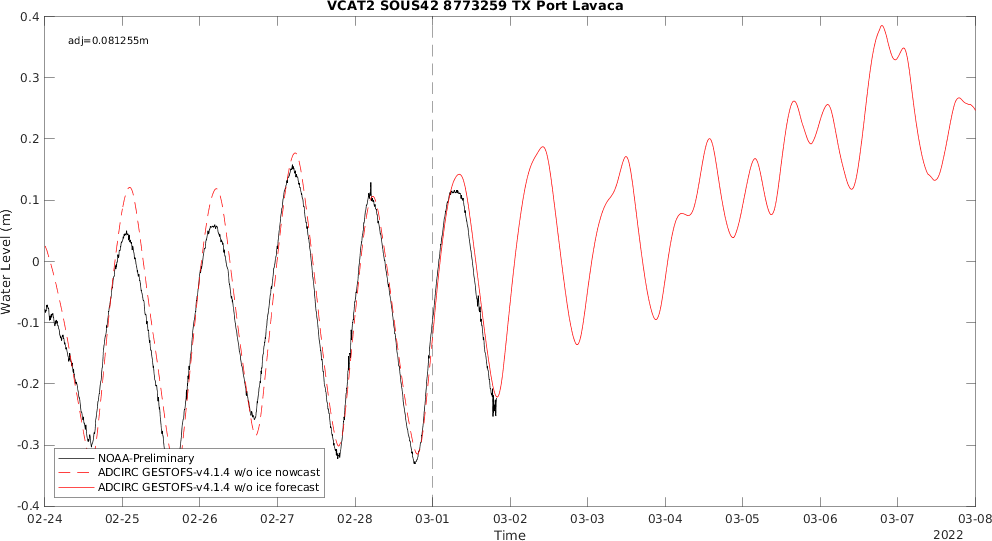 VCAT2 SOUS42 8773259 TX Port Lavaca
adj=0.081255m
0.4
0.3
0.2
0.1
0
-0.1
-0.2
-0.3
-0.4
Water Level (m)
NOAA-Preliminary
ADCIRC GESTOFS-v4.1.4 w/o ice nowcast
ADCIRC GESTOFS-v4.1.4 w/o ice forecast
02-24 02-25 02-26 02-27 02-28 03-01 03-02 03-03 03-04 03-05 03-06 03-07 03-08
Time
2022